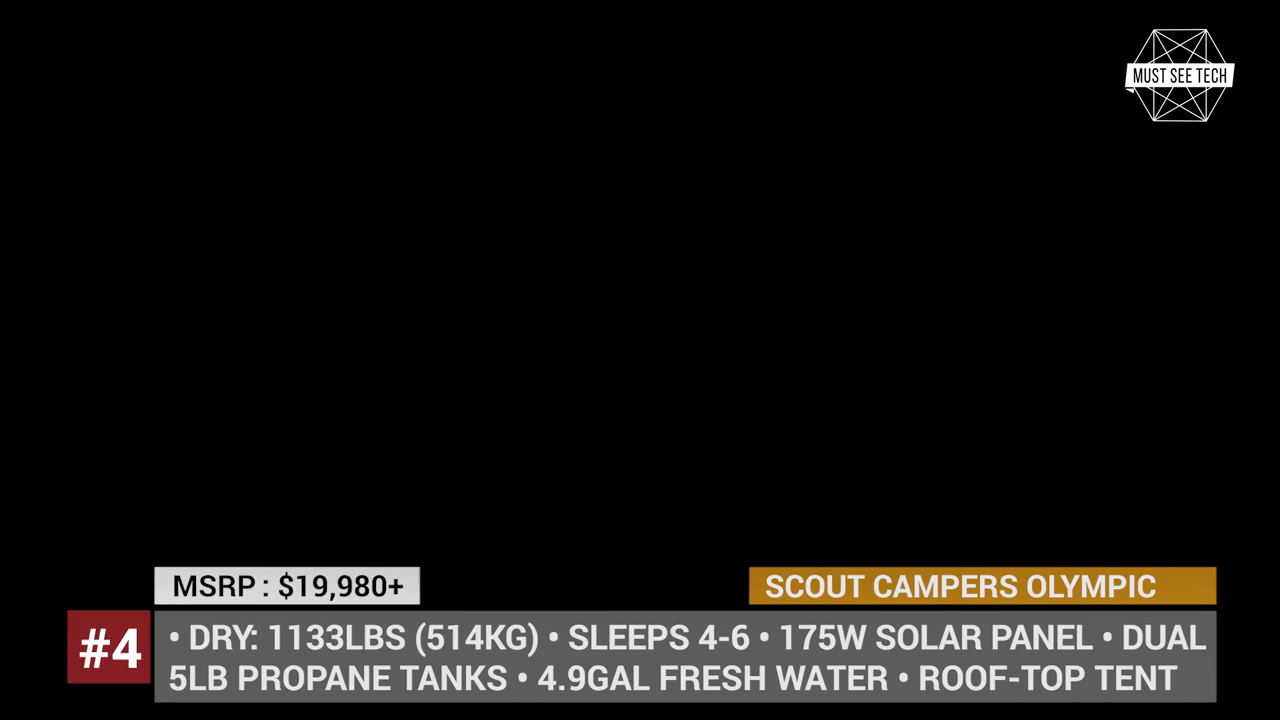 MUST SEE TECH
MSRP : $19,980+
SCOUT CAMPERS OLYMPIC
#4
• DRY: 1133LBS (514KG) • SLEEPS 4-6 • 175W SOLAR PANEL • DUAL
5LB PROPANE TANKS • 4.9GAL FRESH WATER • ROOF-TOP TENT